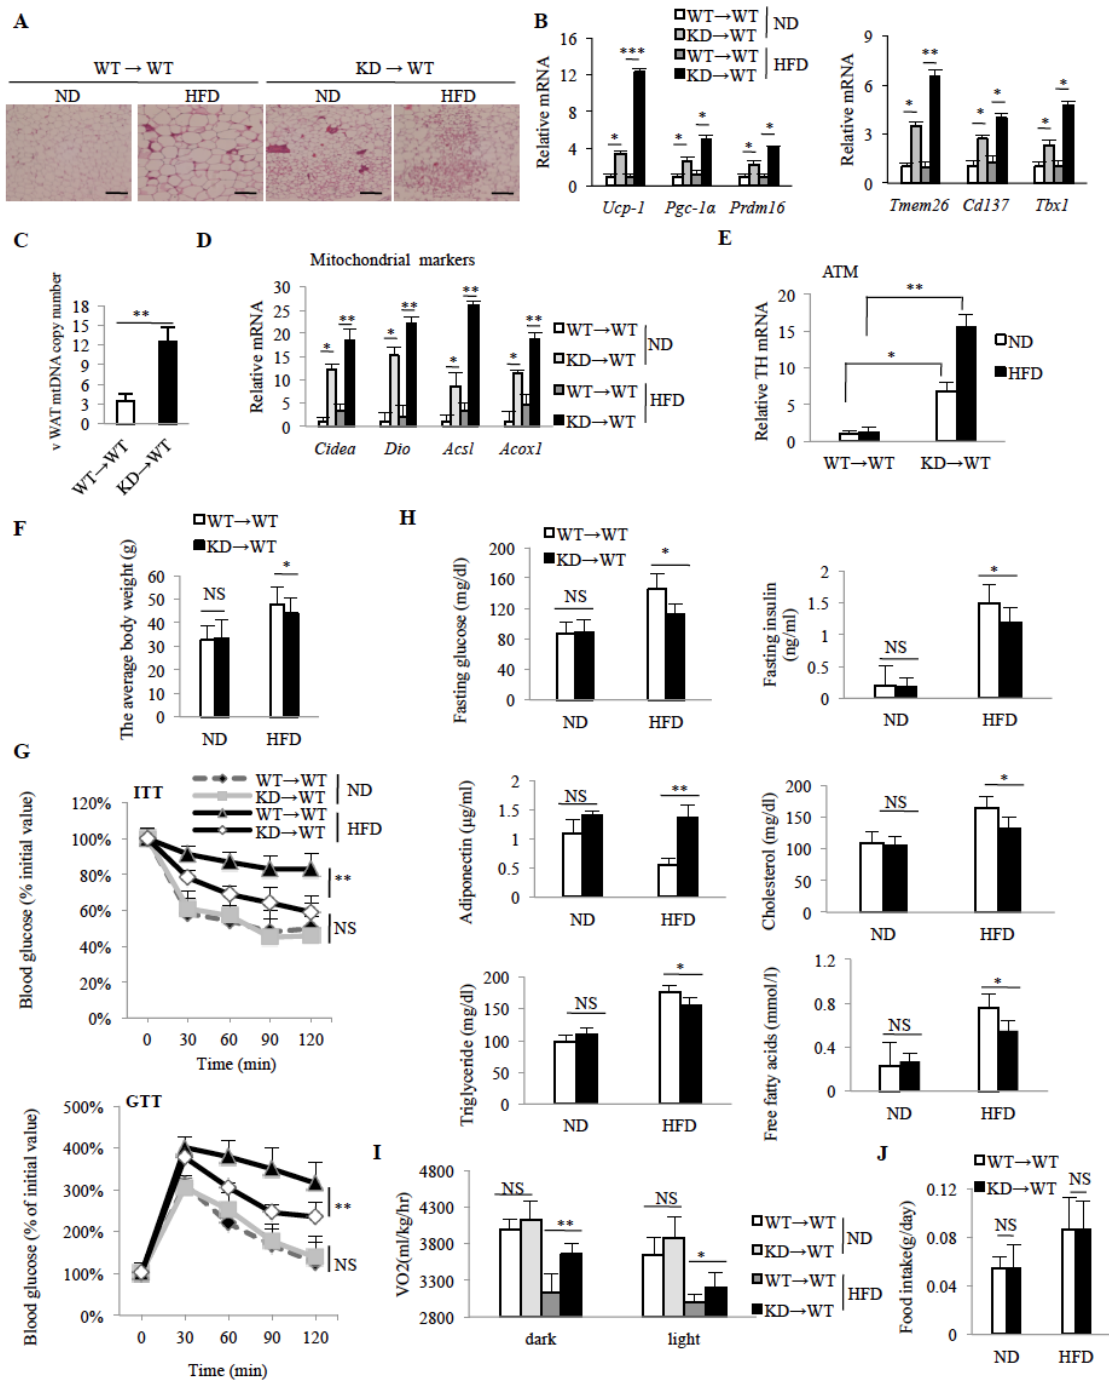 A
WT → WT
KD → WT
ND
HFD
ND
HFD
B
WT→WT
KD→WT
ND
WT→WT
KD→WT
HFD
Relative mRNA
16
12
8
4
0
*
***
*
*
*
*
Ucp-1
Pgc-1α
Prdm16
Relative mRNA
9
6
3
0
*
**
*
*
*
*
Tmem26
Cd137
Tbx1
C
v WAT mtDNA copy number
18
15
12
9
6
3
0
**
WT→WT
KD→WT
D
Mitochondrial markers
Relative mRNA
30
25
20
15
10
5
0
*
**
*
**
*
**
*
**
Cidea
Dio
Acsl
Acox1
WT→WT
KD→WT
ND
WT→WT
KD→WT
HFD
E
ATM
Relative TH mRNA
20
15
10
5
0
**
*
WT→WT
KD→WT
ND
HFD
F
WT→WT
KD→WT
The average body weight (g)
60
50
40
30
20
10
0
NS
*
ND
HFD
G
ITT
WT→WT
KD→WT
ND
WT→WT
KD→WT
HFD
Blood glucose (% initial value)
120%
100%
80%
60%
40%
20%
0%
**
NS
0
30
60
90
120
Time (min)
GTT
Blood glucose (% of initial value)
500%
400%
300%
200%
100%
0%
**
NS
0
30
60
90
120
Time (min)
H
WT→WT
KD→WT
Fasting glucose (mg/dl)
200
160
120
80
40
0
NS
*
ND
HFD
Fasting insulin
(ng/ml)
2
1.5
1
0.5
0
NS
*
ND
HFD
Adiponectin (μg/ml)
2
1.5
1
0.5
0
NS
**
ND
HFD
Cholesterol (mg/dl)
200
150
100
50
0
NS
*
ND
HFD
Triglyceride (mg/dl)
200
150
100
50
0
NS
*
ND
HFD
Free fatty acids (mmol/l)
1.2
0.8
0.4
0
NS
*
ND
HFD
I
VO2(ml/kg/hr)
4800
4300
3800
3300
2800
NS
**
NS
*
dark
light
WT→WT
KD→WT
ND
WT→WT
KD→WT
HFD
J
WT→WT
KD→WT
Food intake(g/day)
0.12
0.08
0.04
0
NS
NS
ND
HFD